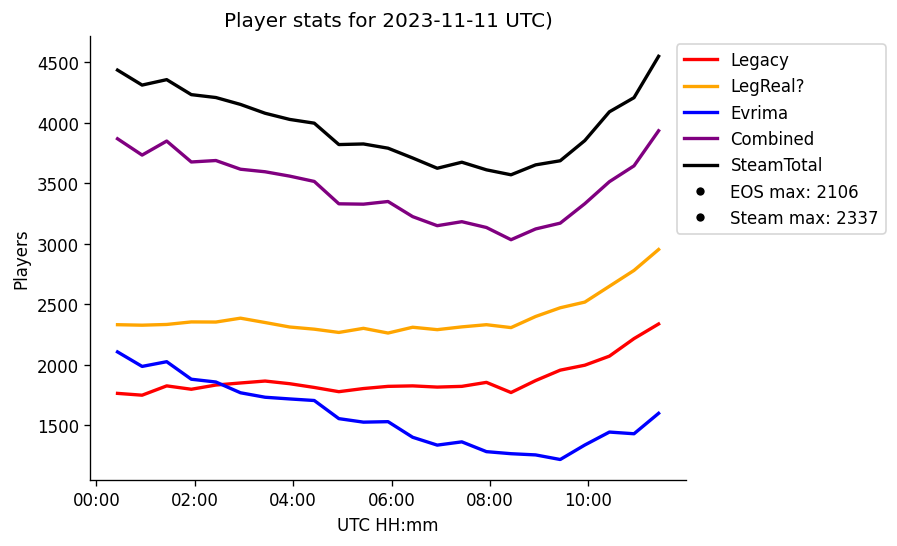 Player stats for 2023-11-11 UTC)
Players
4500
4000
3500
3000
2500
2000
1500
00:00 02:00 04:00 06:00 08:00 10:00
UTC HH:mm
Legacy
LegReal?
Evrima
Combined
SteamTotal
EOS max: 2106
Steam max: 2337